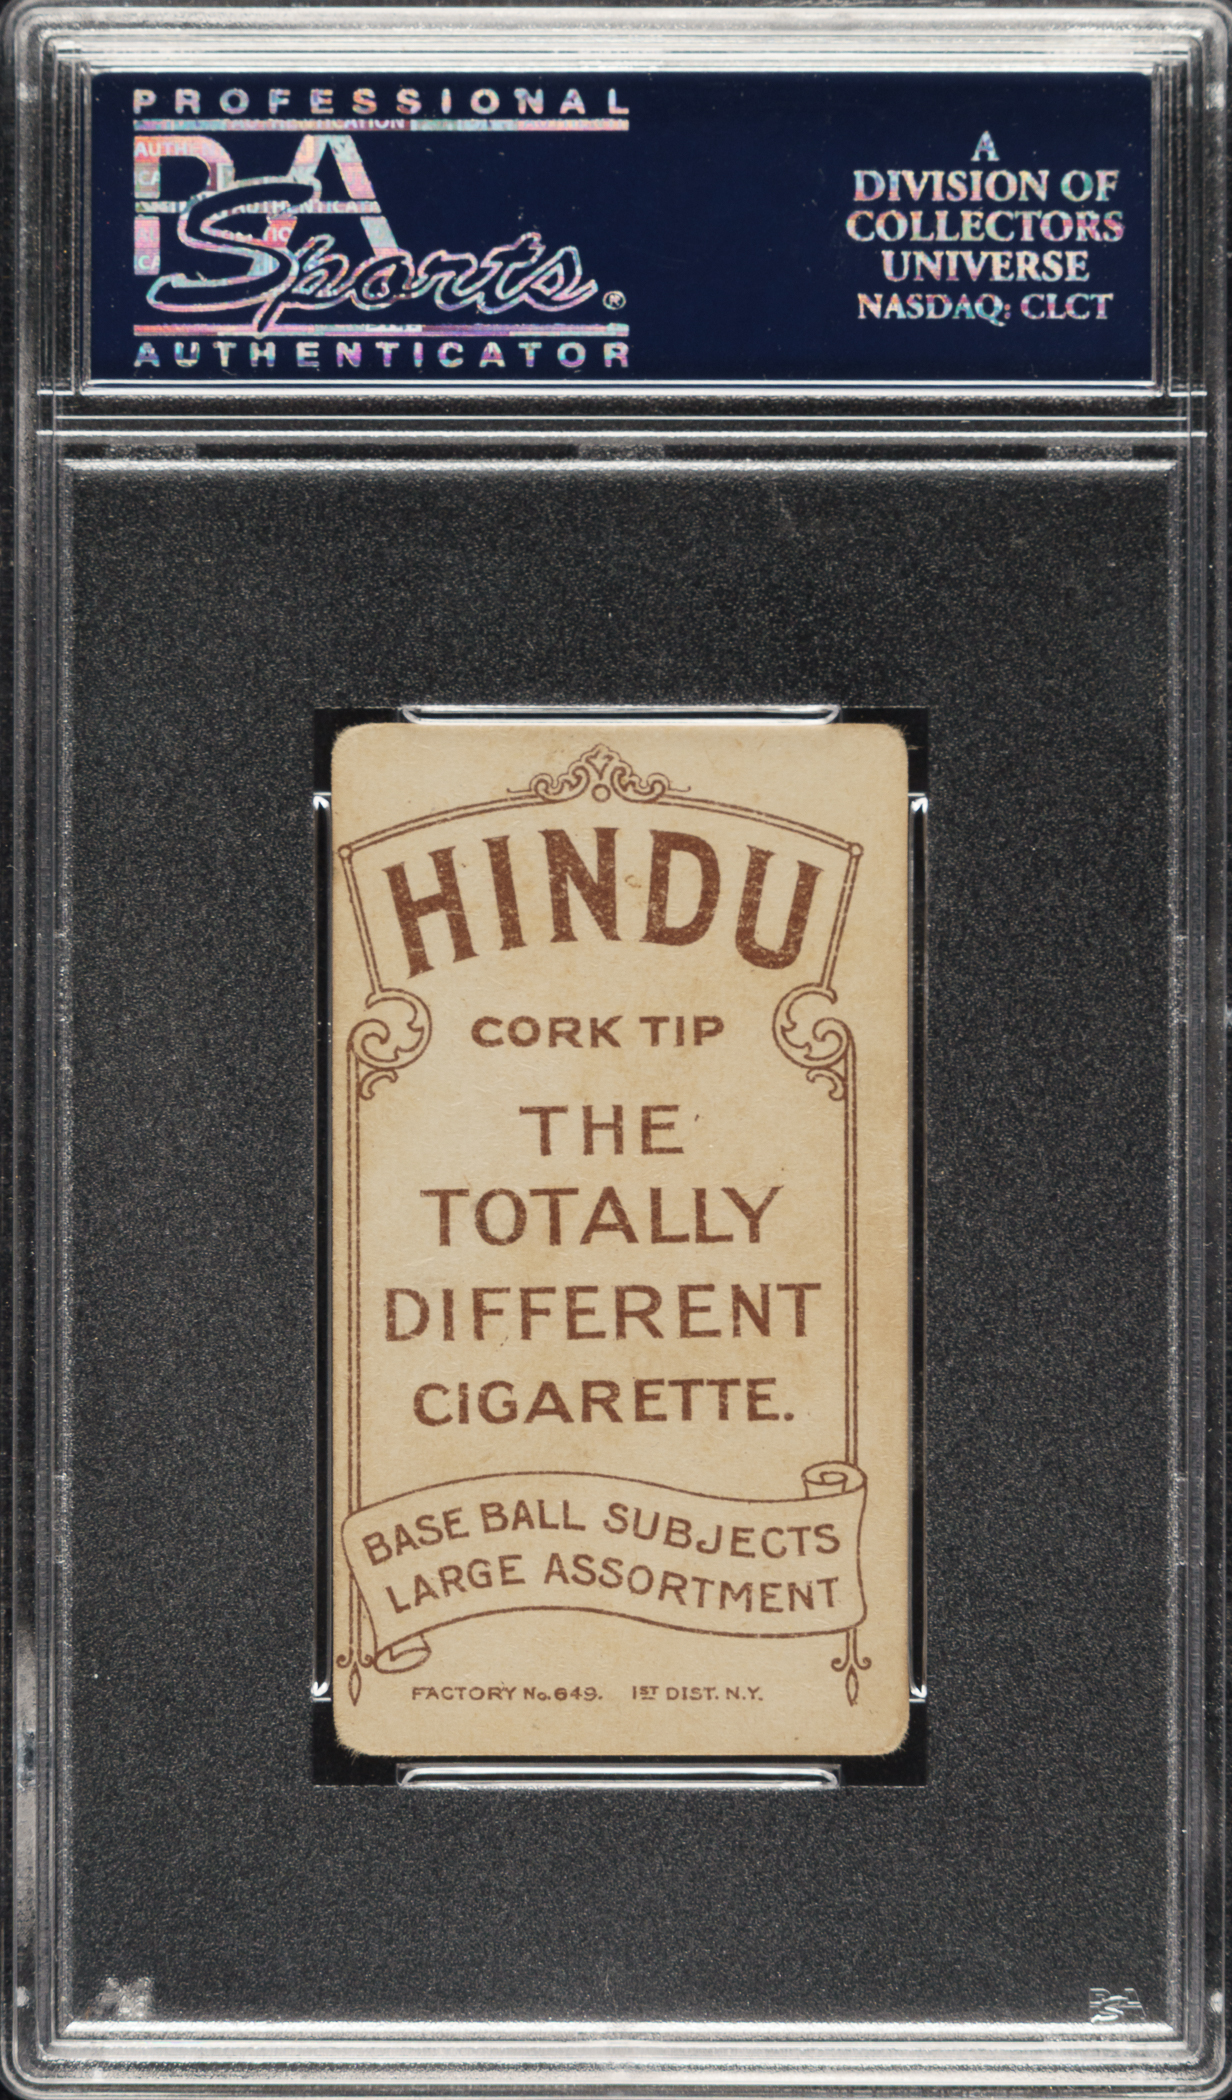 PROFESSIONAL
PSA
Sports®
AUTHENTICATOR
A
DIVISION OF
COLLECTORS
UNIVERSE
NASDAQ: CLCT
HINDU
CORK TIP
THE
TOTALLY
DIFFERENT
CIGARETTE.
BASE BALL SUBJECTS
LARGE ASSORTMENT
FACTORY No. 649. 1ST DIST. N.Y.
PSA